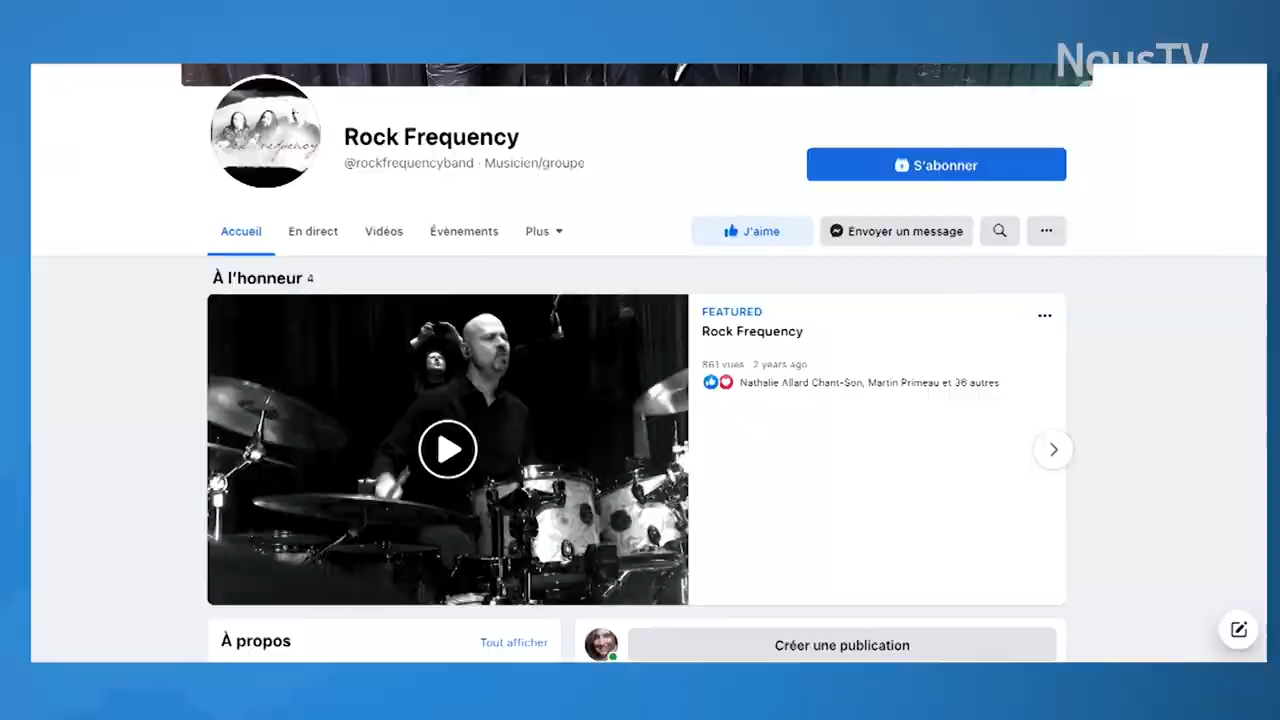 NousTV
Rock Frequency
@rockfrequencyband · Musicien/groupe
S'abonner
Accueil
En direct
Vidéos
Évènements
Plus
J'aime
Envoyer un message
À l'honneur 4
FEATURED
Rock Frequency
861 vues · 2 years ago
Nathalie Allard Chant-Son, Martin Primeau et 36 autres
À propos
Tout afficher
Créer une publication